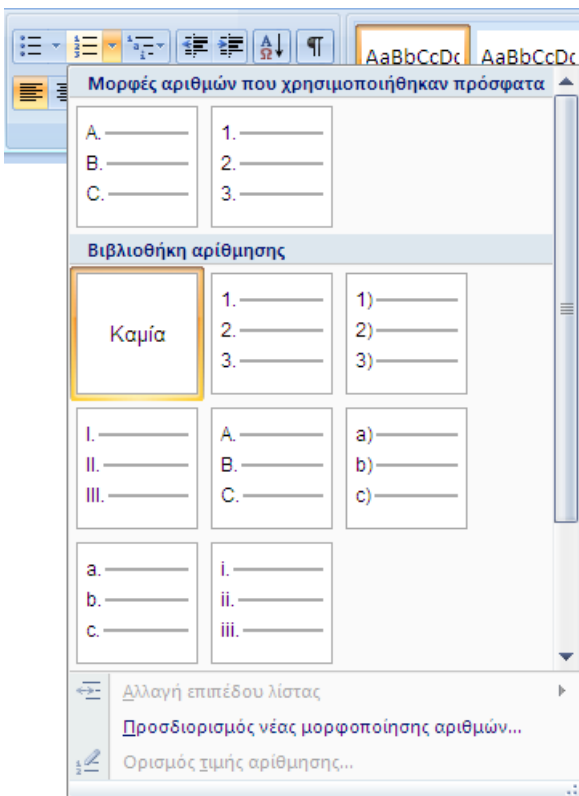 AaBbCcDc AaBbCcDc
Μορφές αριθμών που χρησιμοποιήθηκαν πρόσφατα
A. 1.
B. 2.
C. 3.
Βιβλιοθήκη αρίθμησης
Καμία
1. 1)
2. 2)
3. 3)
I. A. a)
II. B. b)
III. C. c)
a. i.
b. ii.
c. iii.
Αλλαγή επιπέδου λίστας
Προσδιορισμός νέας μορφοποίησης αριθμών...
Ορισμός τιμής αρίθμησης...